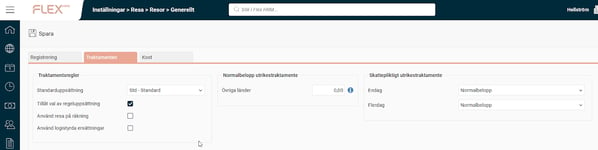 FLEX
Inställningar > Resa > Resor > Generellt
Sök i Flex HRM...
Hellström
Spara
Registrering
Traktamenten
Kost
Traktamentsregler
Standarduppsättning
Std - Standard
Tillåt val av regeluppsättning
Använd resa på räkning
Använd logistyrda ersättningar
Normalbelopp utrikestraktamente
Övriga länder
0,00
Skattepliktigt utrikestraktamente
Endag
Normalbelopp
Flerdag
Normalbelopp